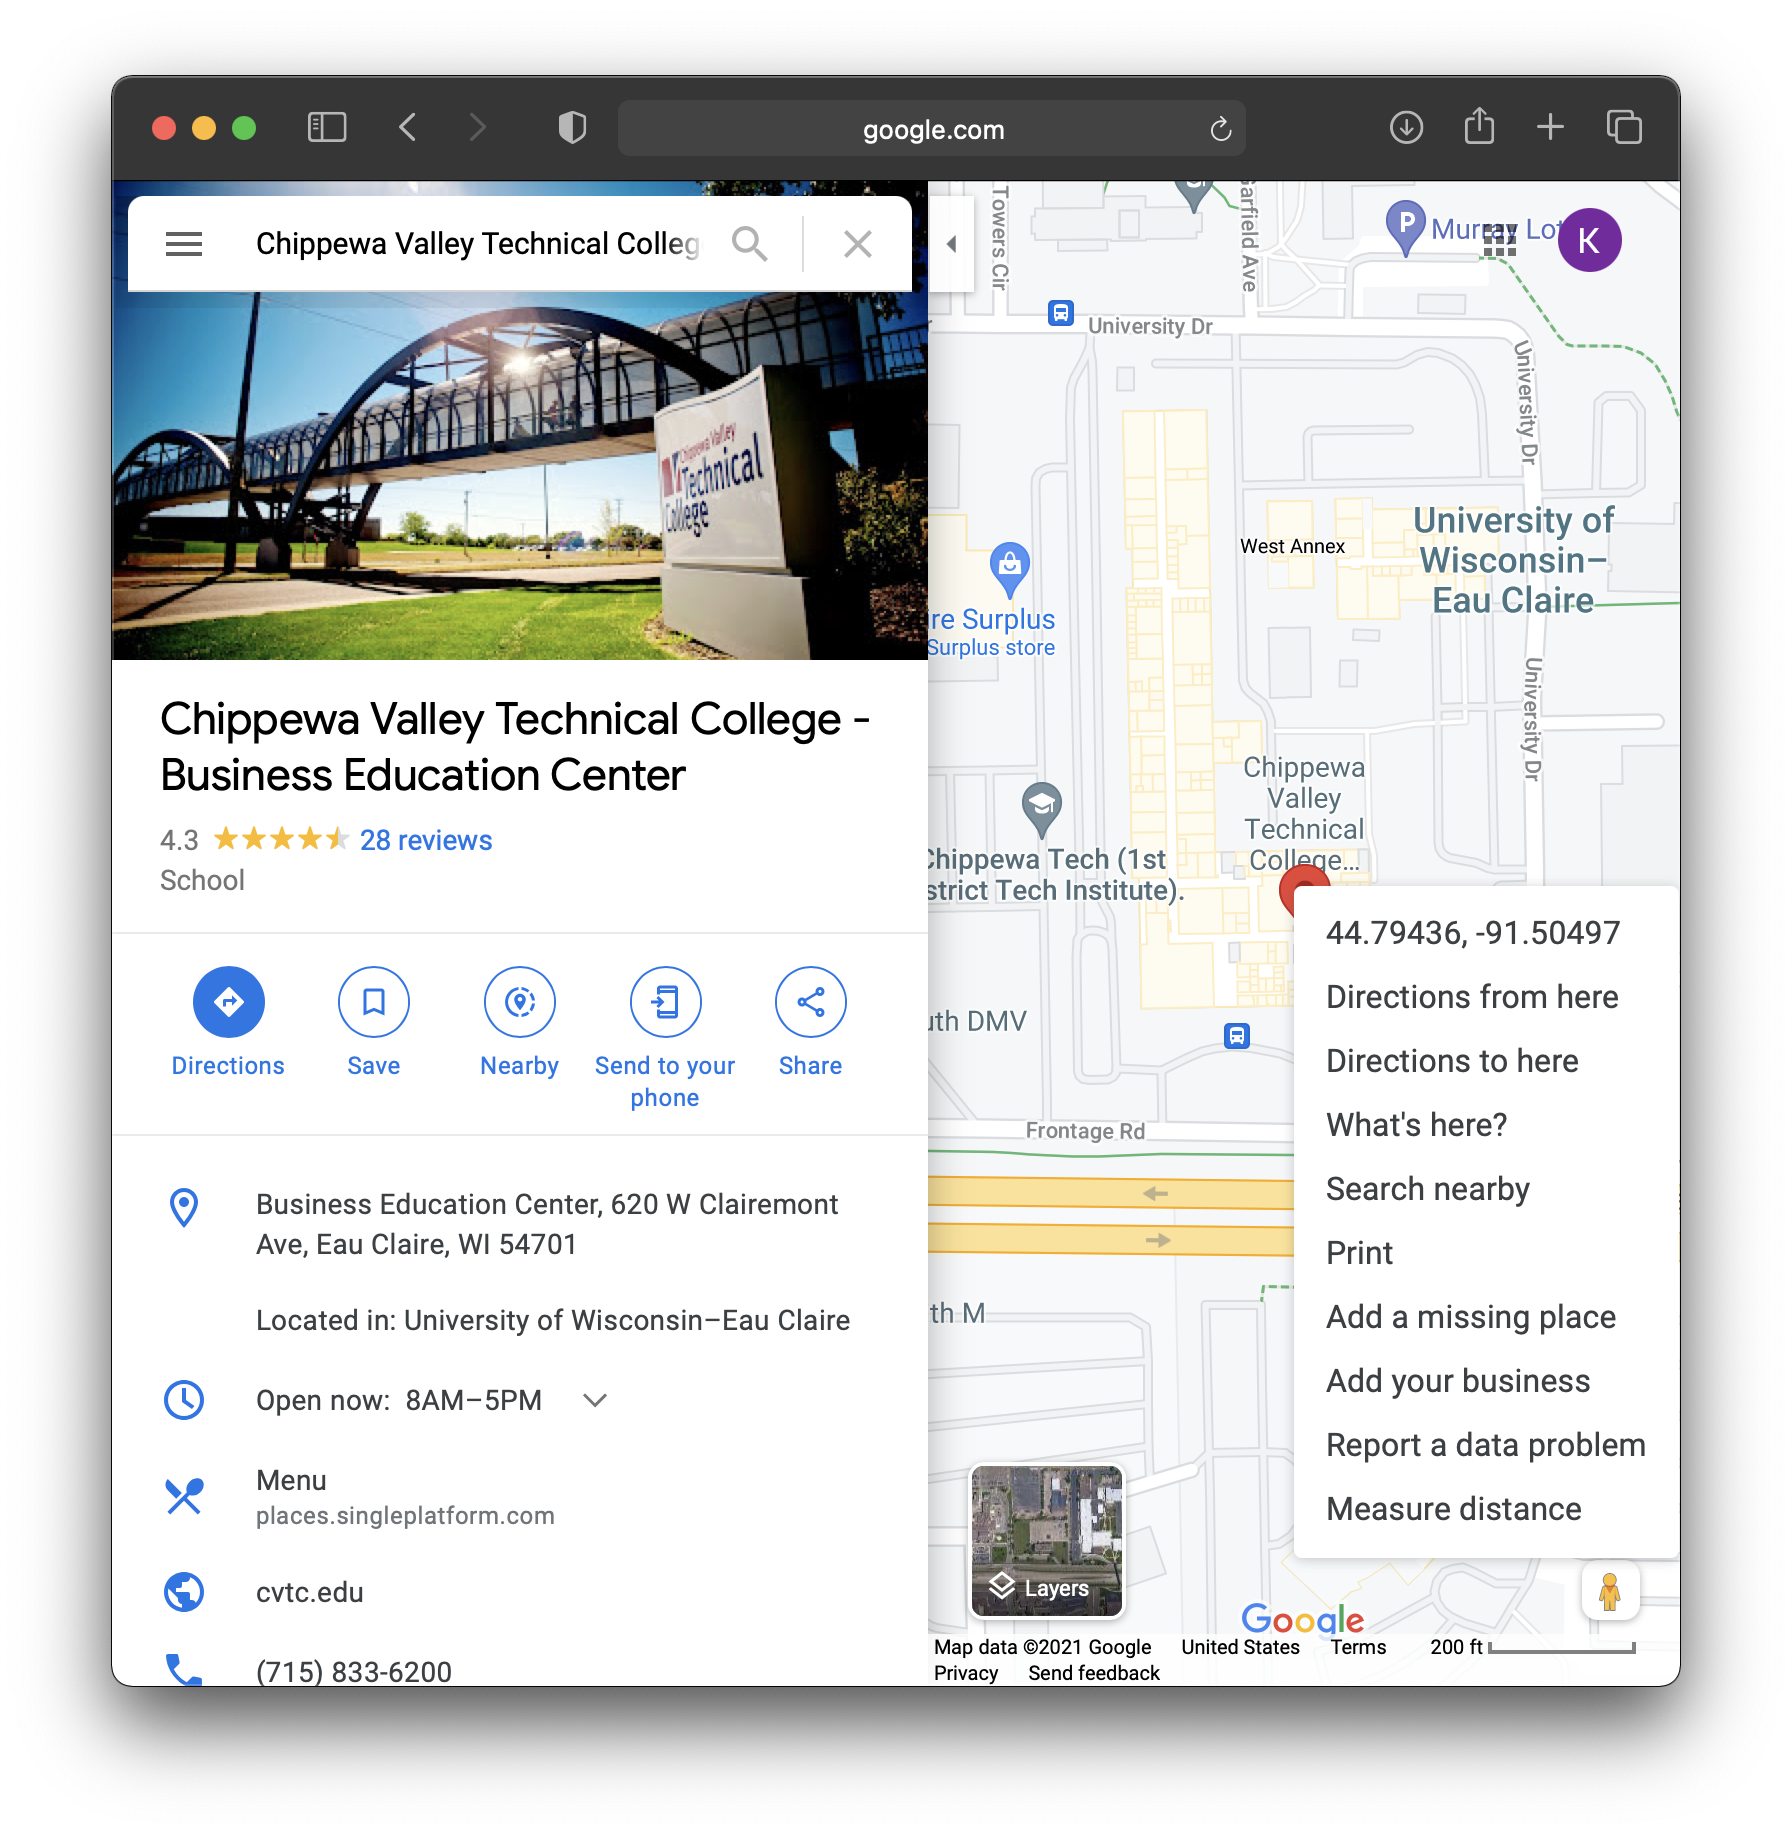 google.com
Chippewa Valley Technical Colleg
Chippewa Valley
Technical
College
Chippewa Valley Technical College -
Business Education Center
4.3
28 reviews
School
Directions
Save
Nearby
Send to your
phone
Share
Business Education Center, 620 W Clairemont
Ave, Eau Claire, WI 54701
Located in: University of Wisconsin–Eau Claire
Open now: 8AM–5PM
Menu
places.singleplatform.com
cvtc.edu
(715) 833-6200
Towers Cir
Garfield Ave
P
Murray Lot
K
University Dr
University Dr
West Annex
University of
Wisconsin–
Eau Claire
ire Surplus
Surplus store
University Dr
Chippewa
Valley
Technical
College...
Chippewa Tech (1st
strict Tech Institute).
uth DMV
Frontage Rd
th M
44.79436, -91.50497
Directions from here
Directions to here
What's here?
Search nearby
Print
Add a missing place
Add your business
Report a data problem
Measure distance
Layers
Google
Map data ©2021 Google
United States
Terms
200 ft
Privacy
Send feedback